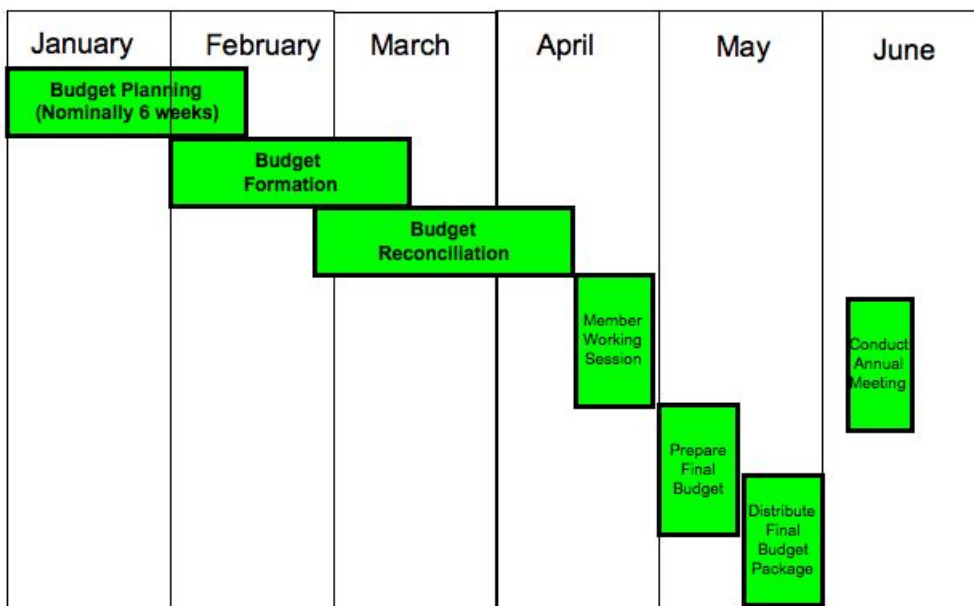 January February March April May June
Budget Planning
(Nominally 6 weeks)
Budget
Formation
Budget
Reconciliation
Member
Working
Session
Conduct
Annual
Meeting
Prepare
Final
Budget
Distribute
Final
Budget
Package